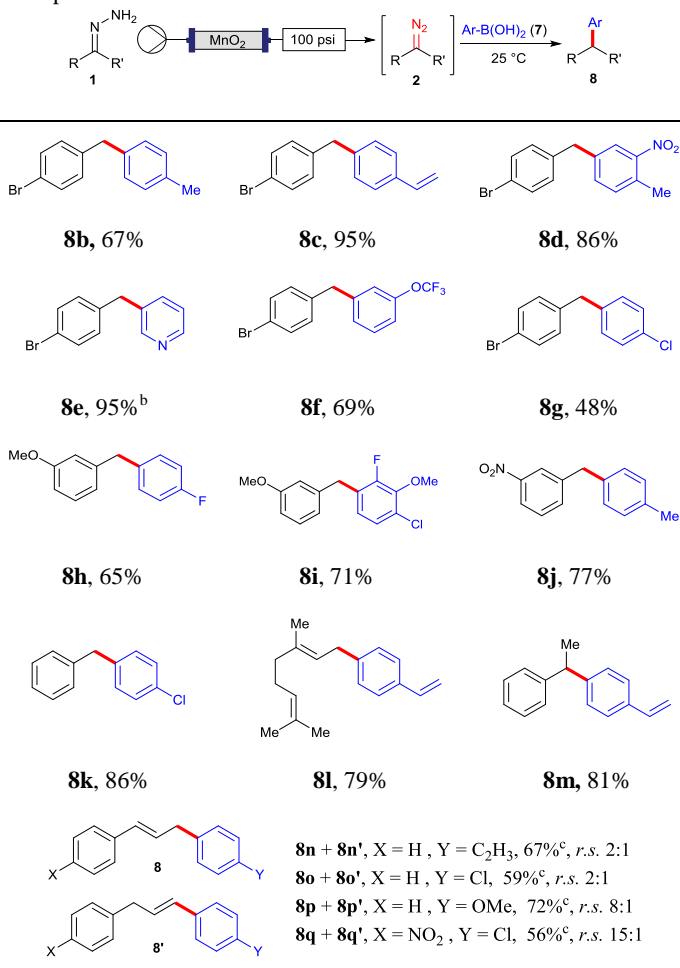 NH2
N
R R'
1
MnO2
100 psi
N2
R R'
2
Ar-B(OH)2 (7)
25 °C
Ar
R R'
8
Br Me
Br
Br NO2 Me
8b, 67% 8c, 95% 8d, 86%
Br N
Br OCF3
Br Cl
8e, 95%b 8f, 69% 8g, 48%
MeO F
MeO F OMe Cl
NO2 Me
8h, 65% 8i, 71% 8j, 77%
Cl
Me Me Me
Me
8k, 86% 8l, 79% 8m, 81%
X 8 Y
X 8' Y
8n + 8n', X = H , Y = C2H3, 67%c, r.s. 2:1
8o + 8o', X = H, Y = Cl, 59%c, r.s. 2:1
8p + 8p', X = H , Y = OMe, 72%c, r.s. 8:1
8q + 8q', X = NO2 , Y = Cl, 56%c, r.s. 15:1